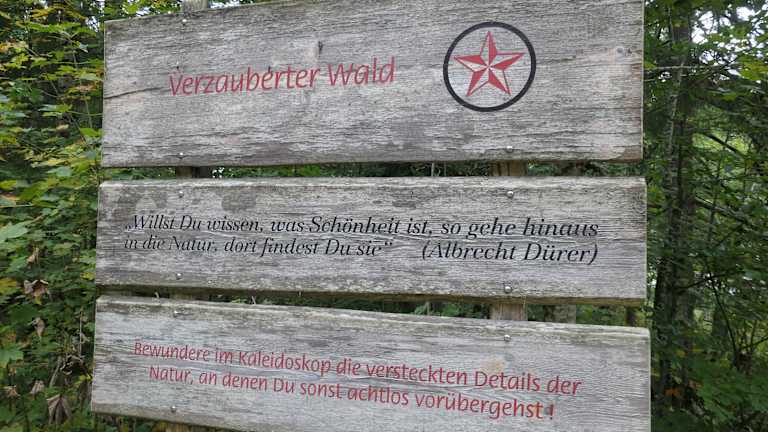 Verzauberter Wald
„Willst Du wissen, was Schönheit ist, so gehe hinaus
in die Natur, dort findest Du sie“ (Albrecht Dürer)
Bewundere im Kaleidoskop die versteckten Details der
Natur, an denen Du sonst achtlos vorübergehst !